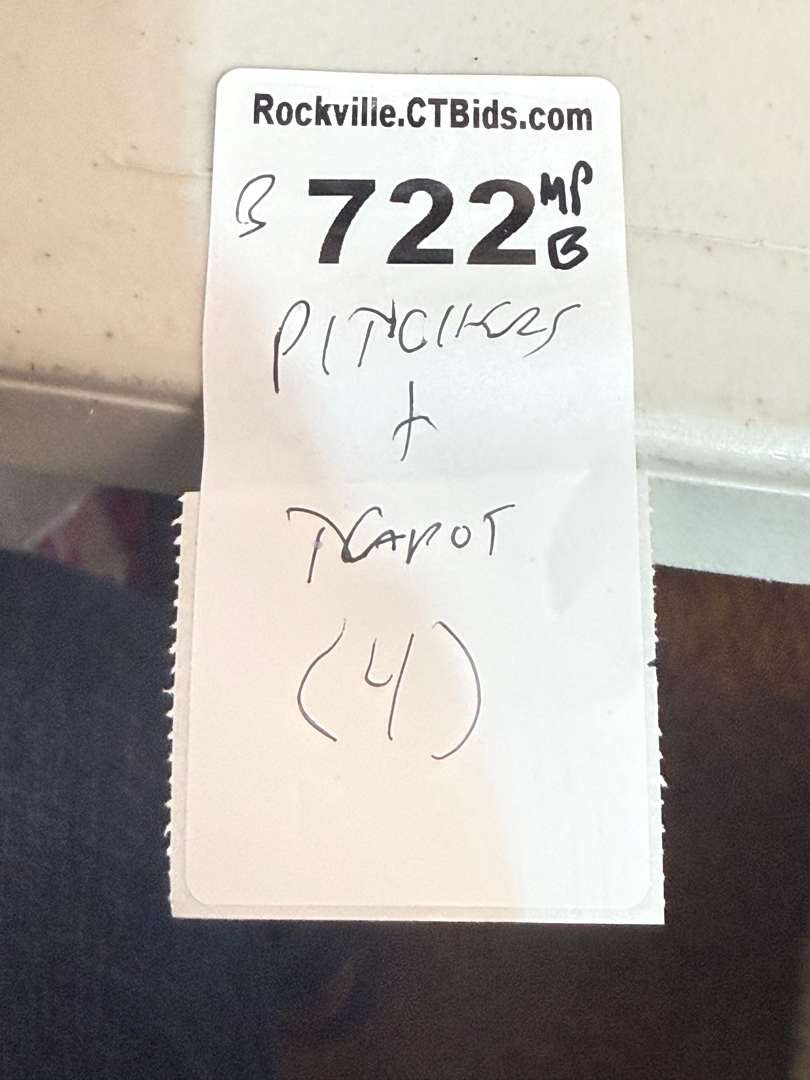 Rockville.CTBids.com
B 722 MP B
PITCHERS
+
TEAPOT
(4)